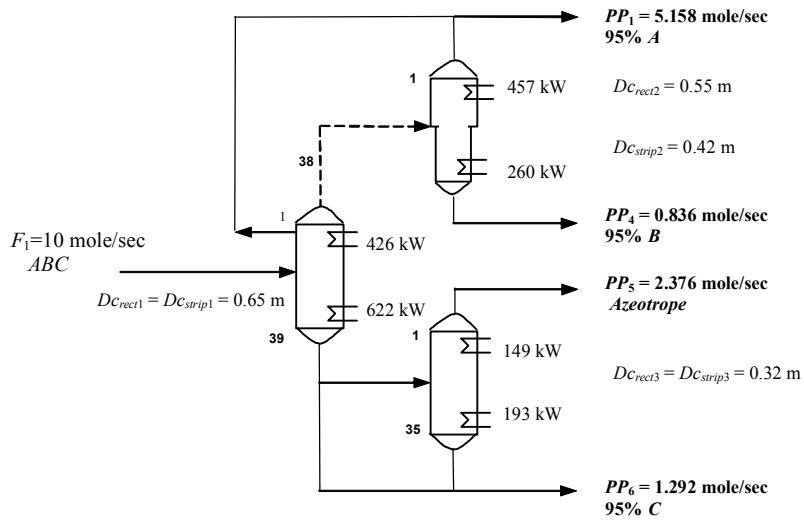 PP1 = 5.158 mole/sec
95% A
1
457 kW
Dcrect2 = 0.55 m
38
Dcstrip2 = 0.42 m
260 kW
1
PP4 = 0.836 mole/sec
95% B
F1=10 mole/sec
ABC
426 kW
PP5 = 2.376 mole/sec
Azeotrope
Dcrect1 = Dcstrip1 = 0.65 m
622 kW
39
1
149 kW
Dcrect3 = Dcstrip3 = 0.32 m
193 kW
35
PP6 = 1.292 mole/sec
95% C